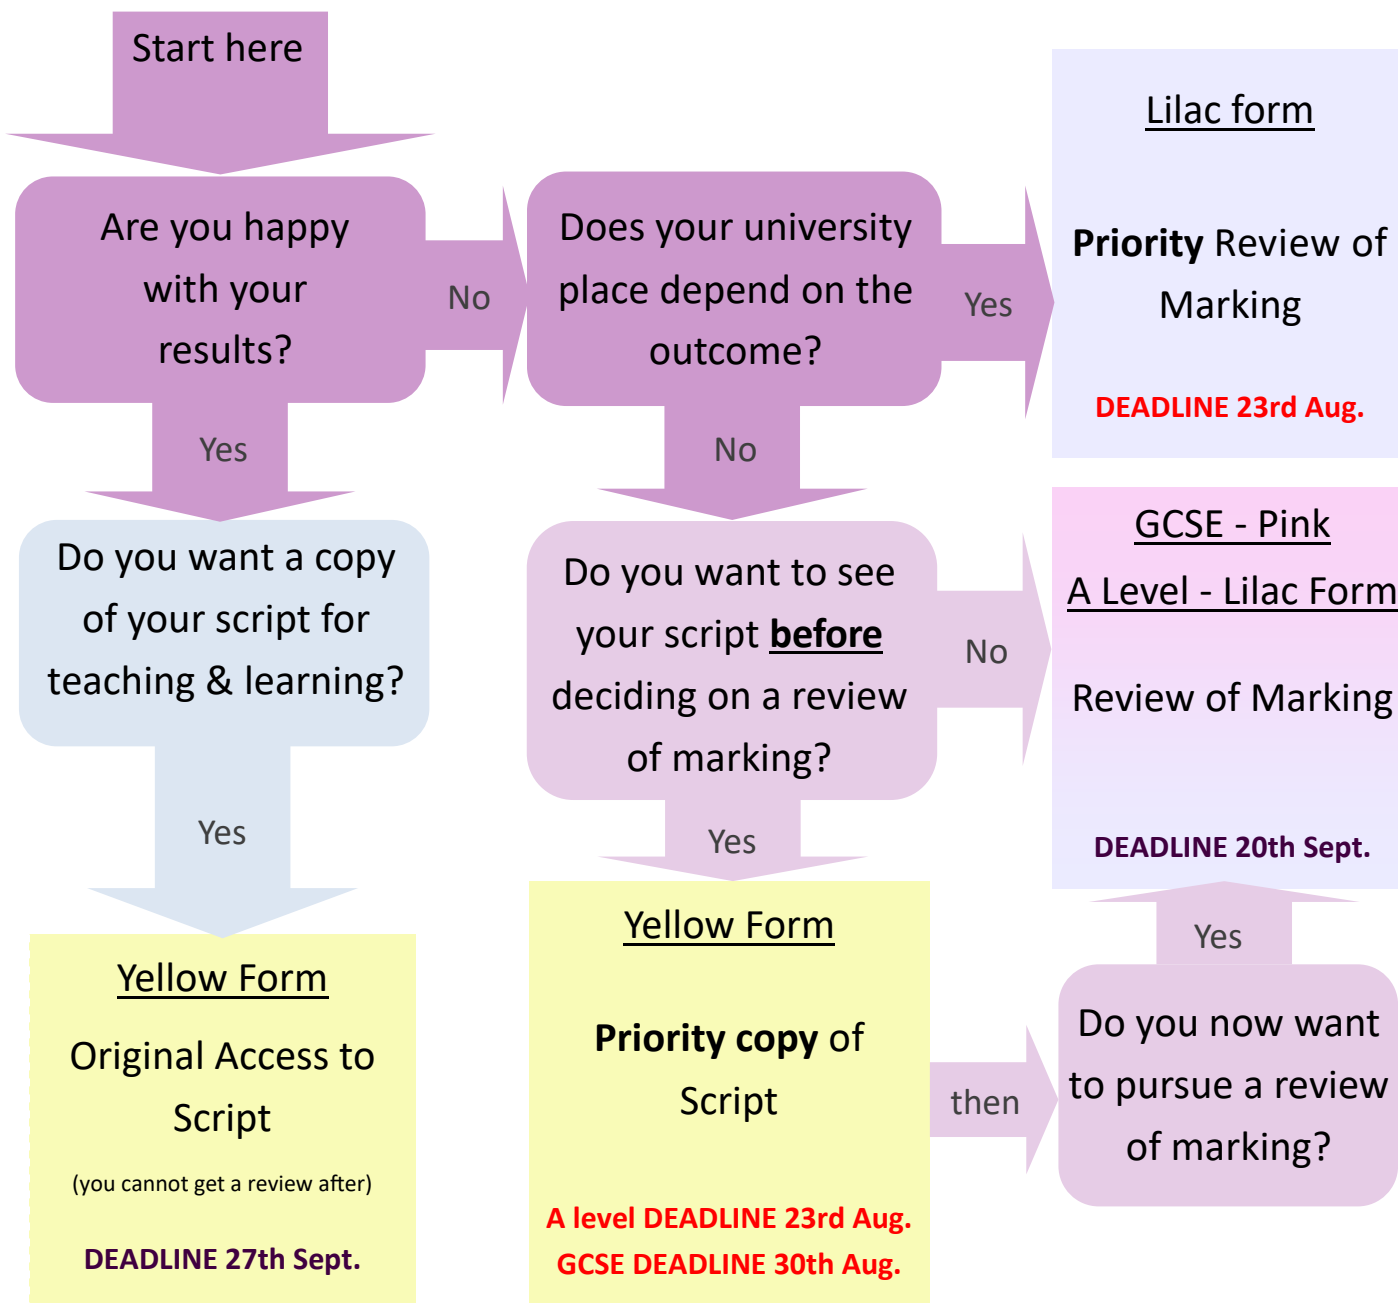 Start here
Are you happy
with your
results?
No
Does your university
place depend on the
outcome?
Yes
Lilac form
Priority Review of
Marking
DEADLINE 23rd Aug.
Yes
No
Do you want a copy
of your script for
teaching & learning?
Do you want to see
your script before
deciding on a review
of marking?
No
GCSE - Pink
A Level - Lilac Form
Review of Marking
DEADLINE 20th Sept.
Yes
Yes
Yes
Yellow Form
Original Access to
Script
(you cannot get a review after)
DEADLINE 27th Sept.
Yellow Form
Priority copy of
Script
A level DEADLINE 23rd Aug.
GCSE DEADLINE 30th Aug.
then
Do you now want
to pursue a review
of marking?